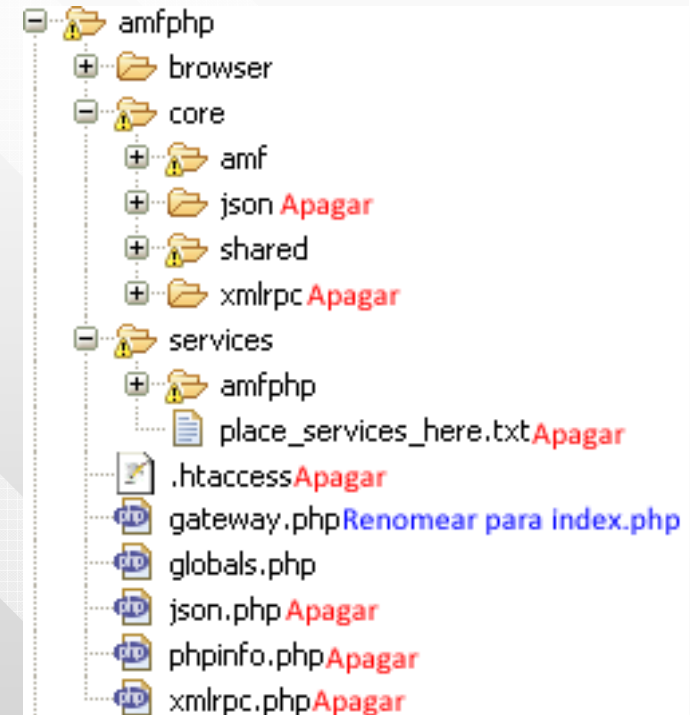 amfphp
browser
core
amf
json Apagar
shared
xmlrpc Apagar
services
amfphp
place_services_here.txt Apagar
.htaccess Apagar
gateway.php Renomear para index.php
globals.php
json.php Apagar
phpinfo.php Apagar
xmlrpc.php Apagar